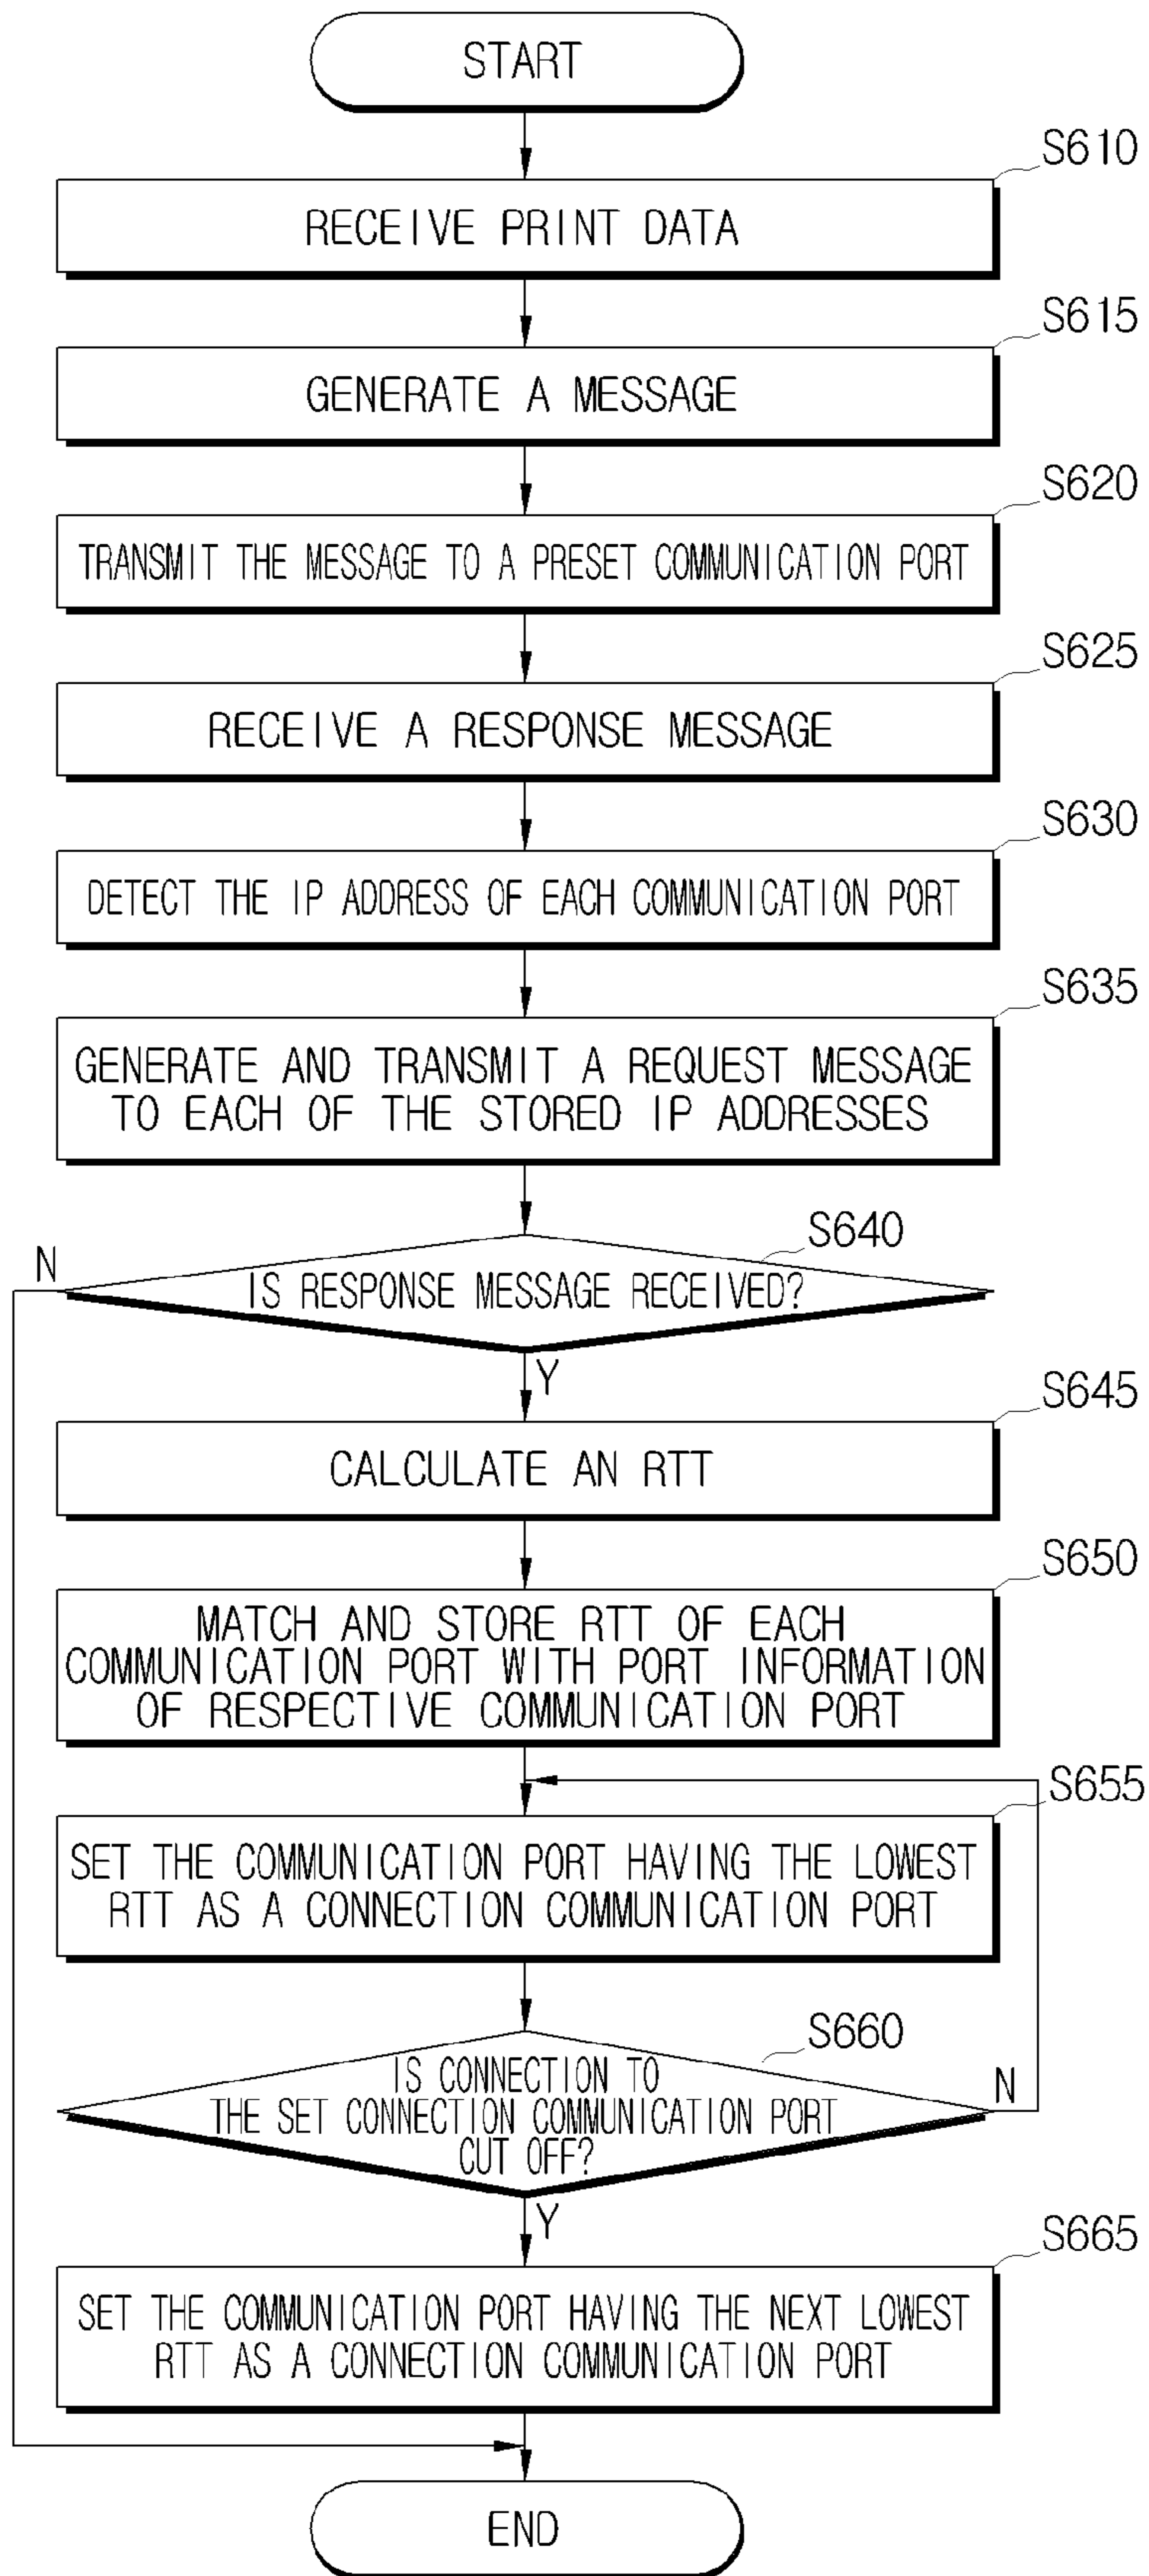 START
S610
RECEIVE PRINT DATA
S615
GENERATE A MESSAGE
S620
TRANSMIT THE MESSAGE TO A PRESET COMMUNICATION PORT
S625
RECEIVE A RESPONSE MESSAGE
S630
DETECT THE IP ADDRESS OF EACH COMMUNICATION PORT
S635
GENERATE AND TRANSMIT A REQUEST MESSAGE
TO EACH OF THE STORED IP ADDRESSES
S640
N
IS RESPONSE MESSAGE RECEIVED?
Y
S645
CALCULATE AN RTT
S650
MATCH AND STORE RTT OF EACH
COMMUNICATION PORT WITH PORT INFORMATION
OF RESPECTIVE COMMUNICATION PORT
S655
SET THE COMMUNICATION PORT HAVING THE LOWEST
RTT AS A CONNECTION COMMUNICATION PORT
S660
IS CONNECTION TO
THE SET CONNECTION COMMUNICATION PORT
CUT OFF?
N
Y
S665
SET THE COMMUNICATION PORT HAVING THE NEXT LOWEST
RTT AS A CONNECTION COMMUNICATION PORT
END